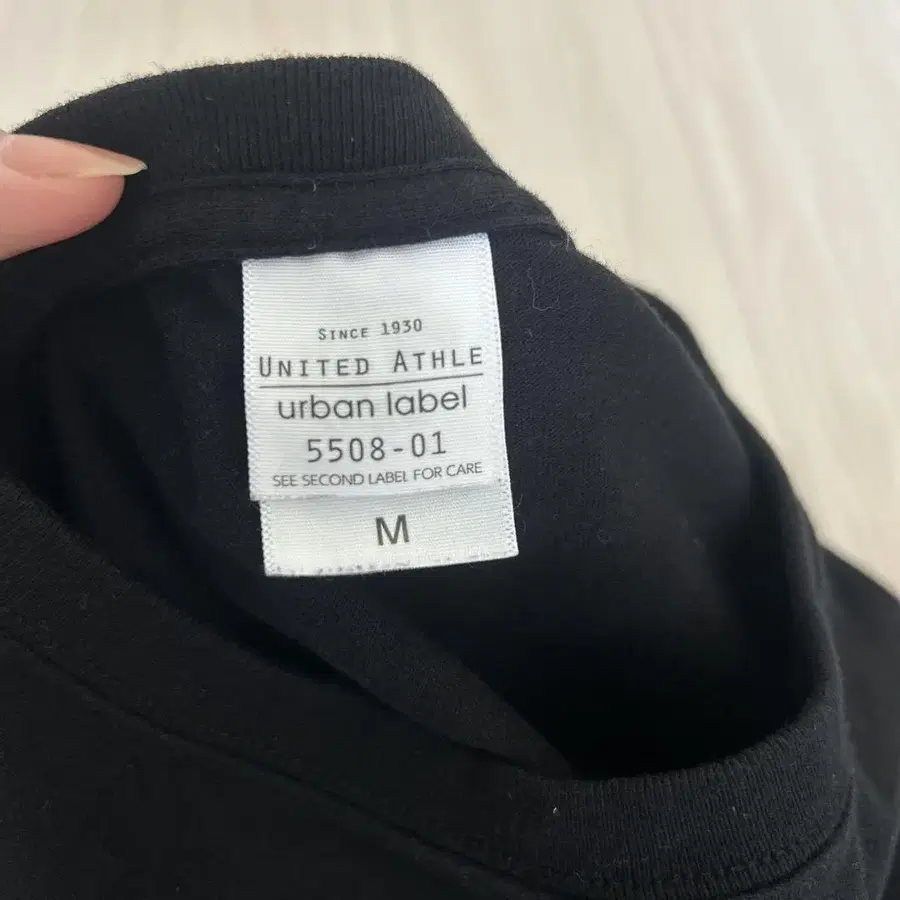 SINCE 1930
UNITED ATHLE
urban label
5508-01
SEE SECOND LABEL FOR CARE
M